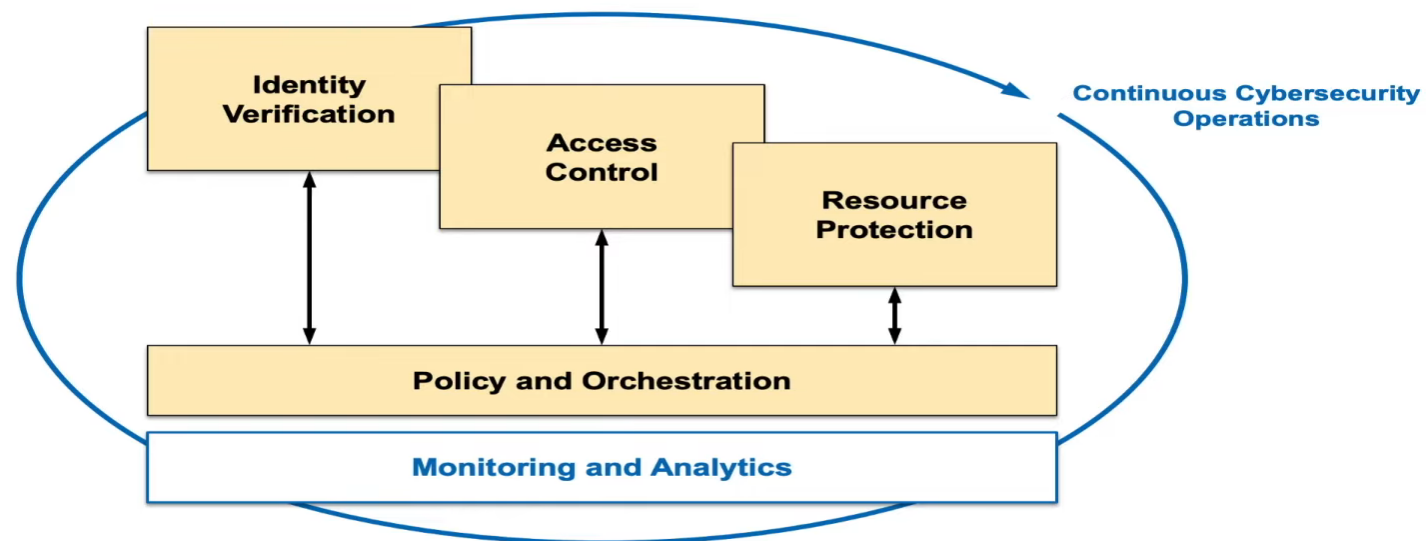 Identity
Verification
Access
Control
Resource
Protection
Continuous Cybersecurity
Operations
Policy and Orchestration
Monitoring and Analytics